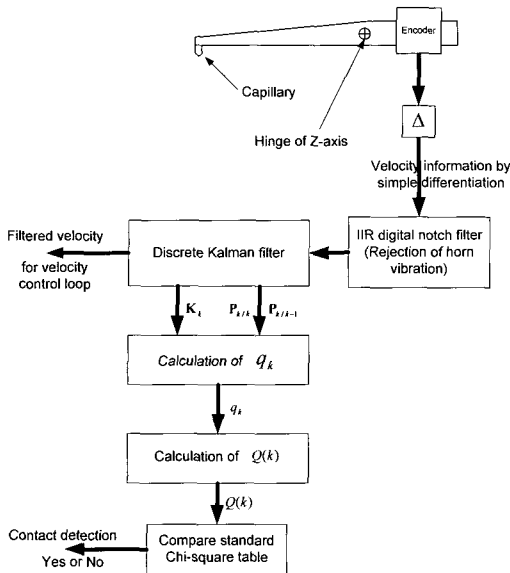 Encoder
Capillary
Hinge of Z-axis
Δ
Velocity information by
simple differentiation
IIR digital notch filter
(Rejection of horn
vibration)
Discrete Kalman filter
Filtered velocity
for velocity
control loop
K_k
P_{k/k}
P_{k/k-1}
Calculation of q_k
q_k
Calculation of Q(k)
Q(k)
Compare standard
Chi-square table
Contact detection
Yes or No